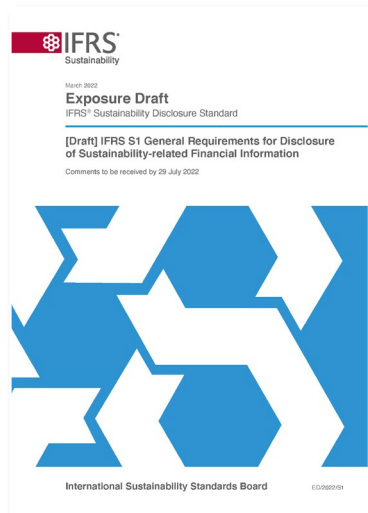 IFRS®
Sustainability
March 2022
Exposure Draft
IFRS® Sustainability Disclosure Standard
[Draft] IFRS S1 General Requirements for Disclosure
of Sustainability-related Financial Information
Comments to be received by 29 July 2022
International Sustainability Standards Board
ED/2022/S1